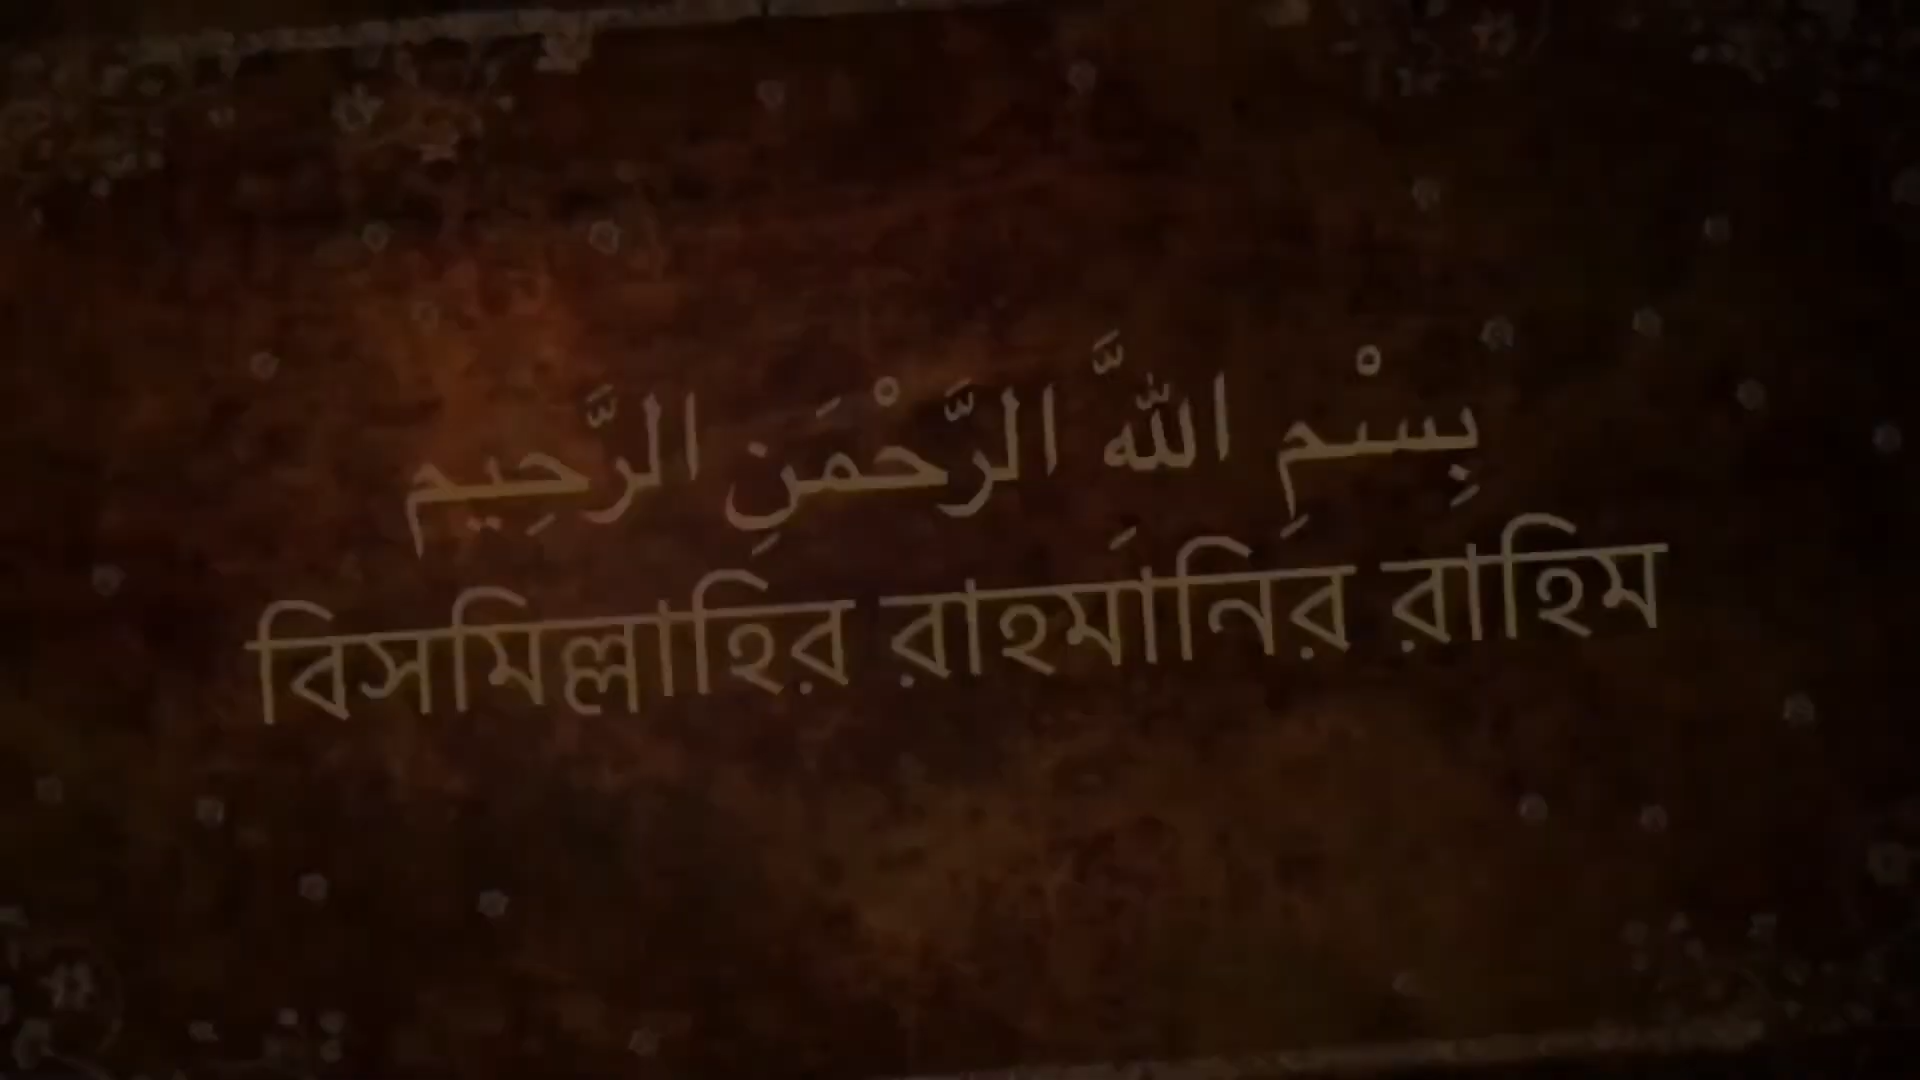 بِسْمِ اللَّهِ الرَّحْمَنِ الرَّحِيم
বিসমিল্লাহির রাহমানির রাহিম